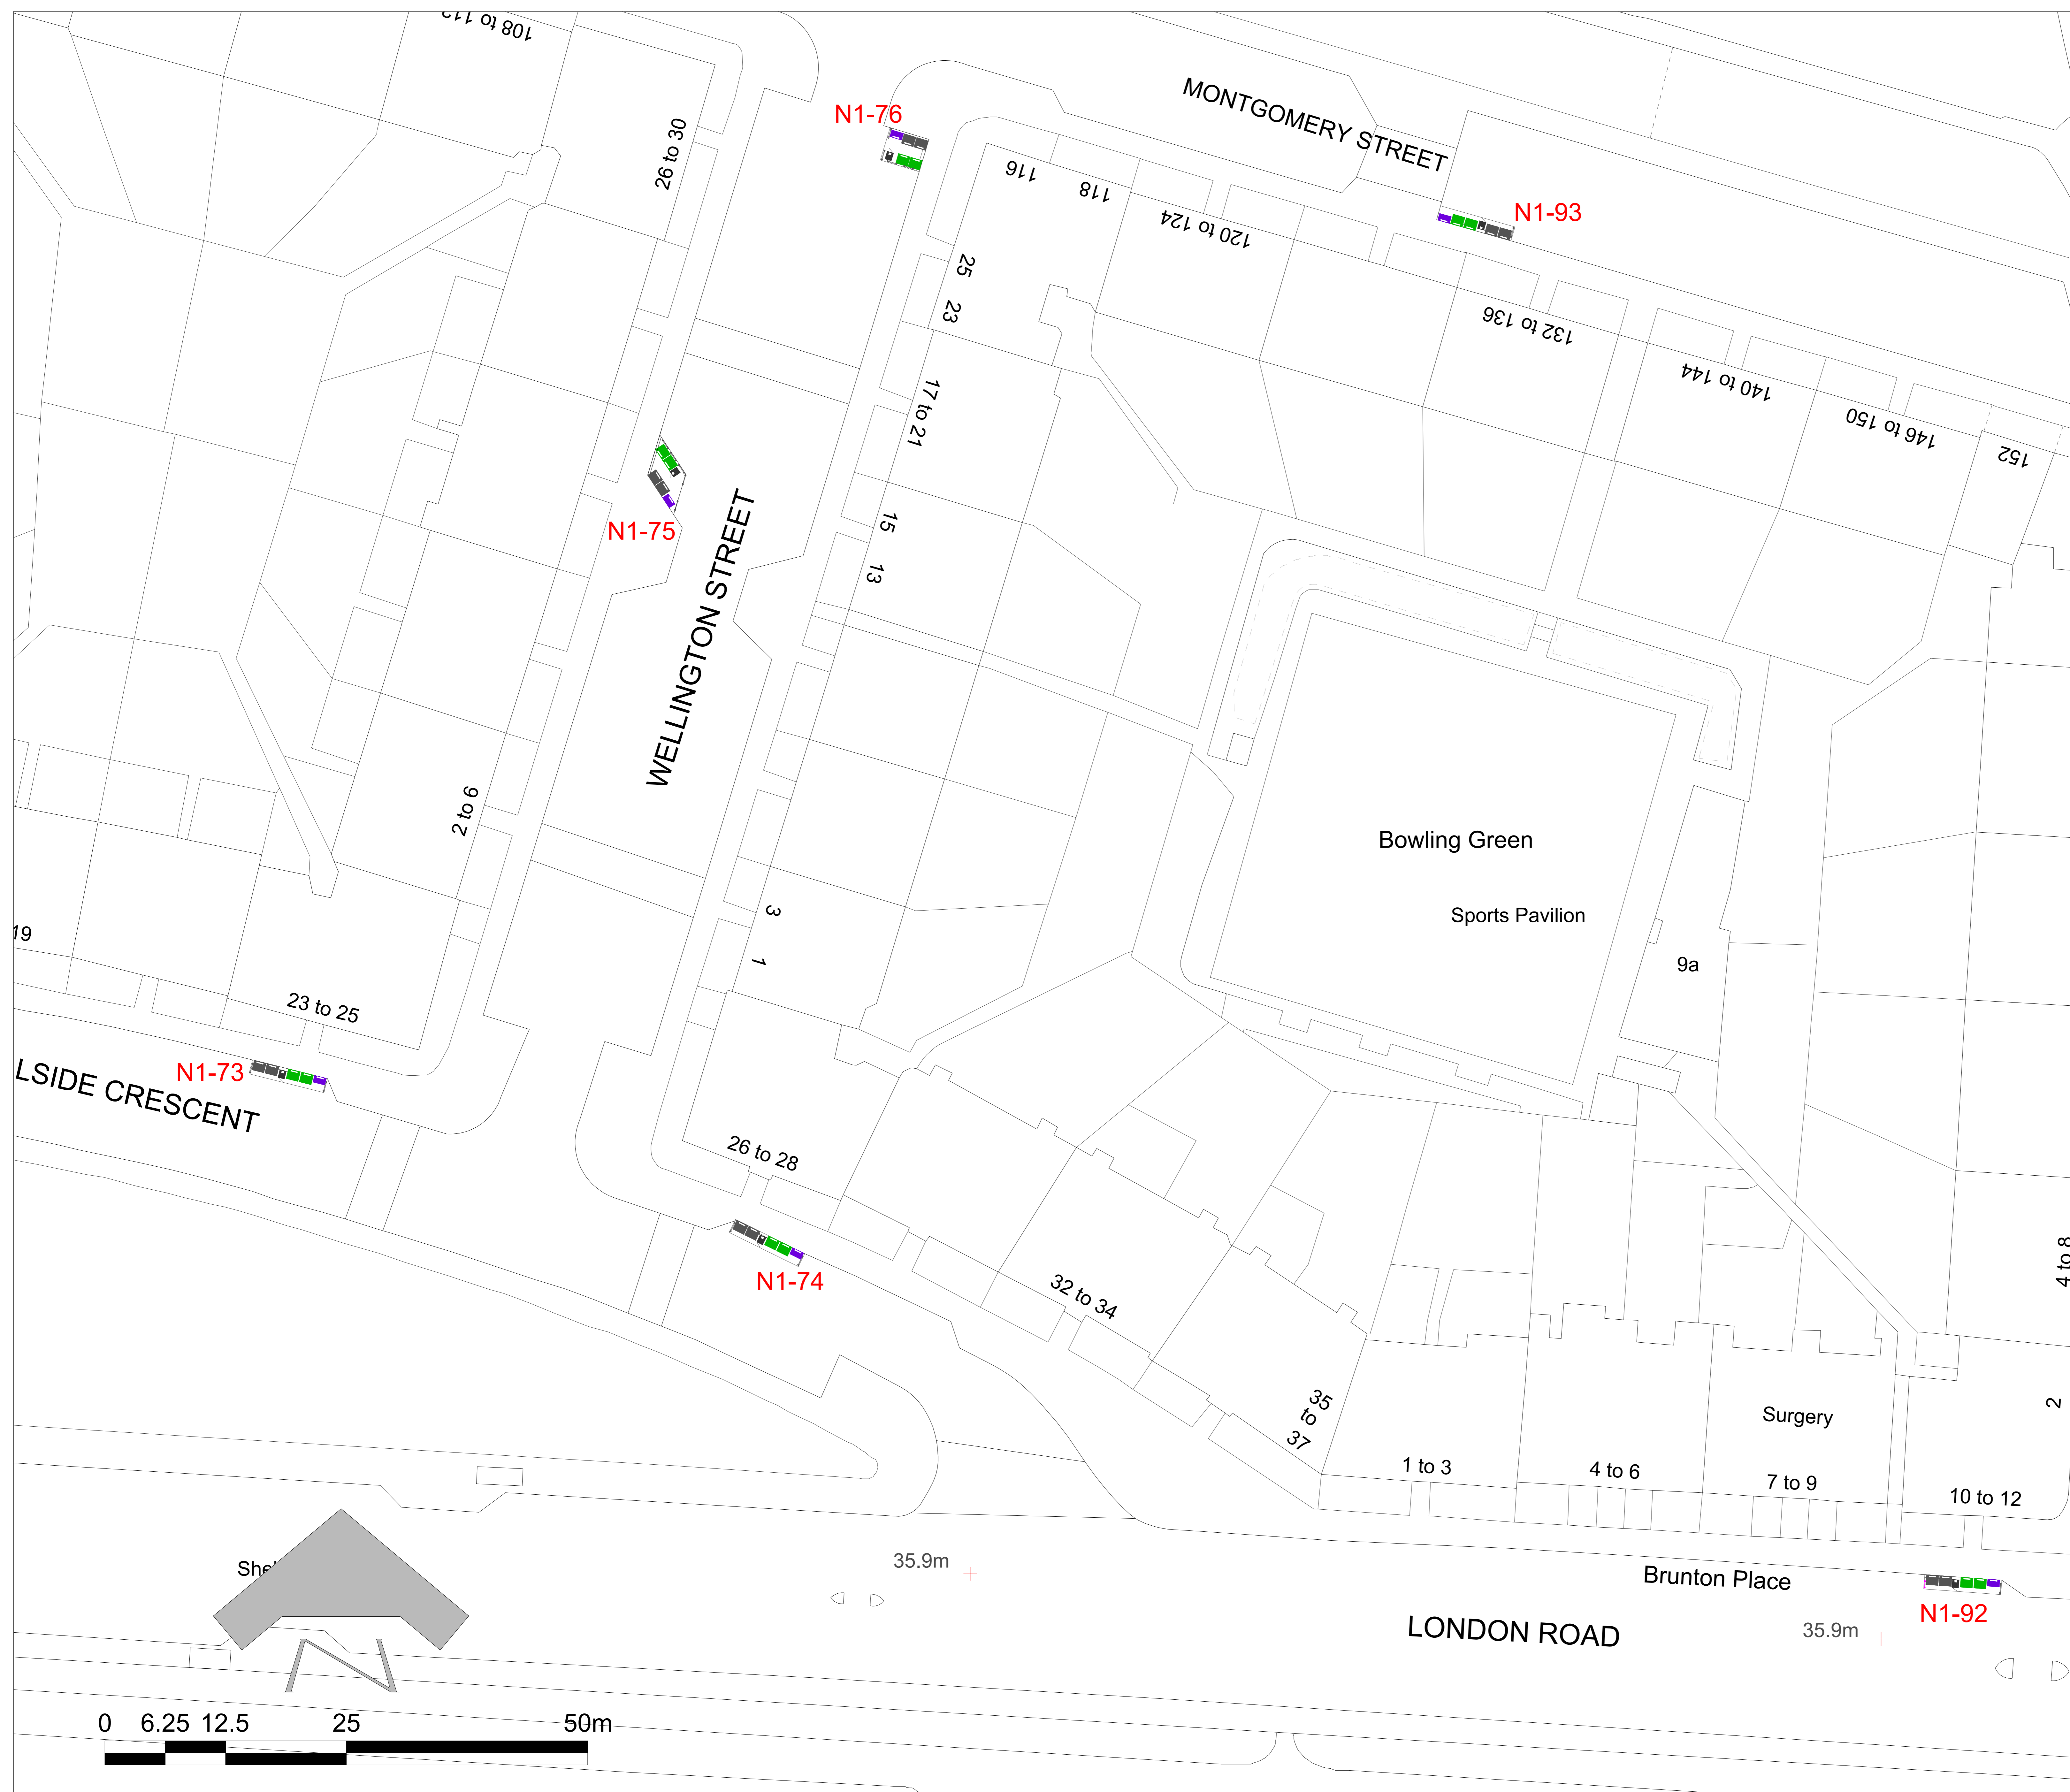 108 to 112
MONTGOMERY STREET
N1-76
26 to 30
116
118
120 to 124
N1-93
25
23
132 to 136
140 to 144
146 to 150
152
17 to 21
N1-75
15
13
WELLINGTON STREET
2 to 6
Bowling Green
Sports Pavilion
9a
3
1
19
23 to 25
N1-73
LSIDE CRESCENT
26 to 28
N1-74
32 to 34
35
to
37
4 to 8
2
Surgery
1 to 3
4 to 6
7 to 9
10 to 12
She
35.9m
Brunton Place
N1-92
LONDON ROAD
35.9m
N
0 6.25 12.5 25 50m